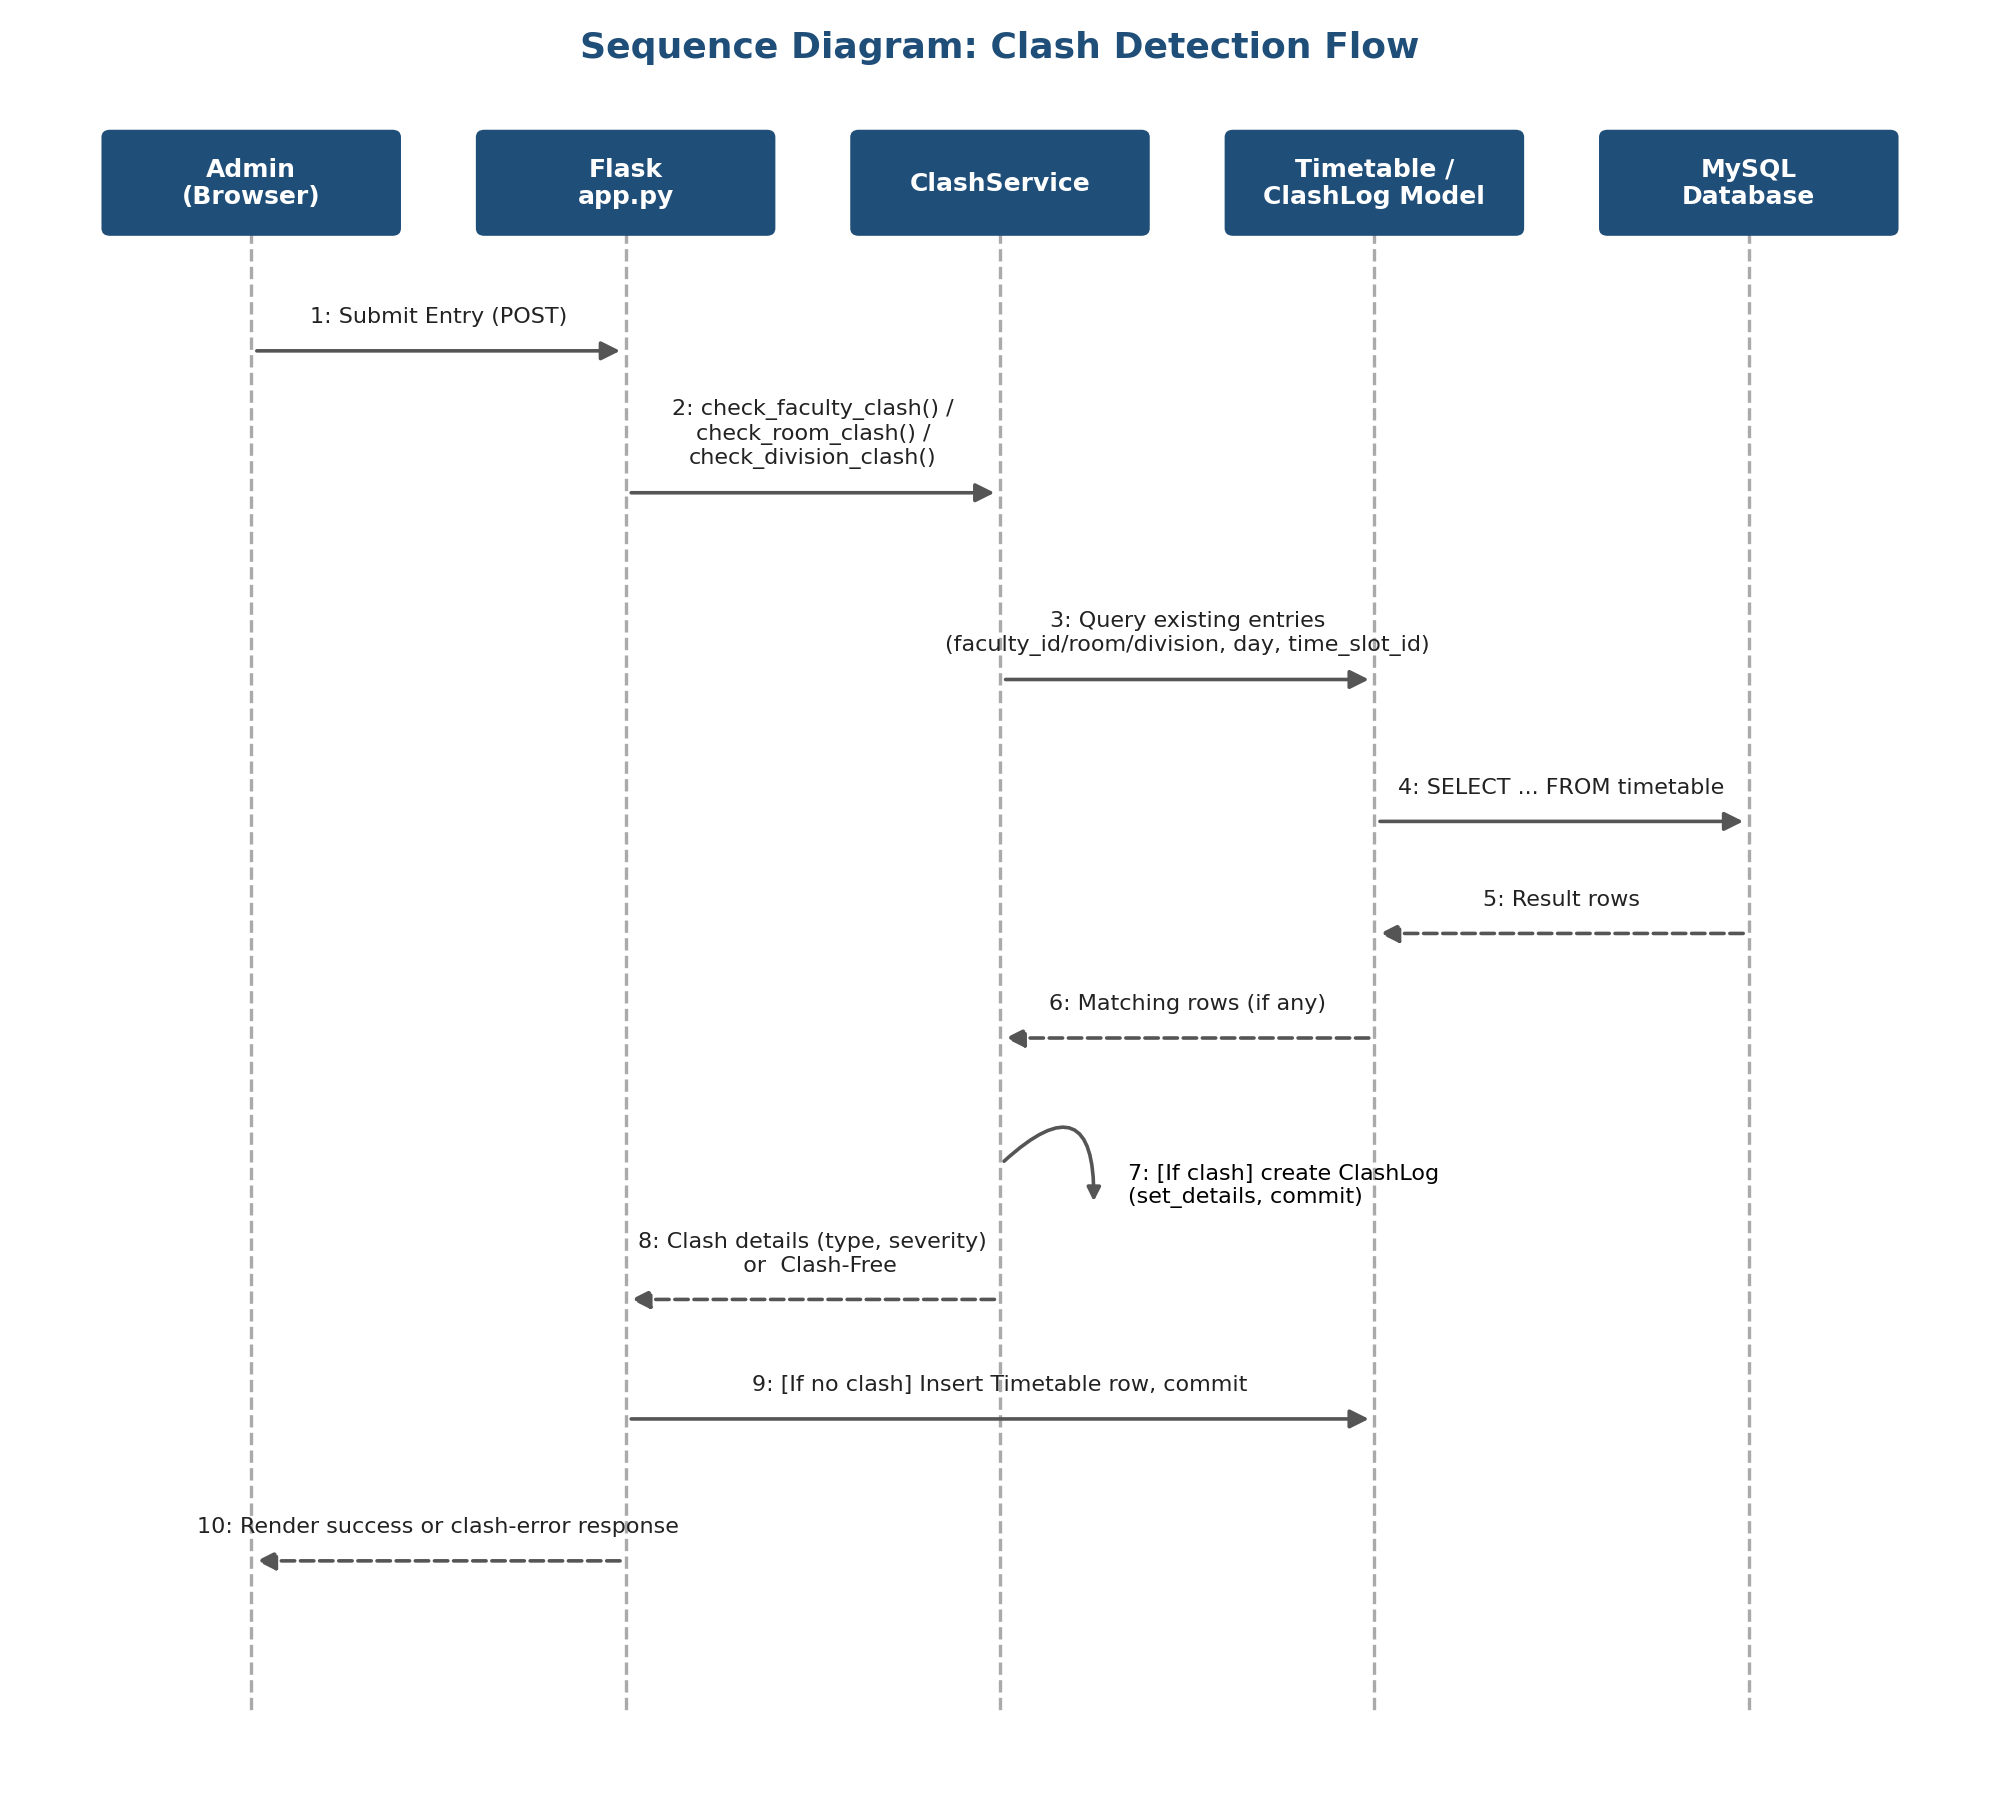 Sequence Diagram: Clash Detection Flow
Admin
(Browser)
Flask
app.py
ClashService
Timetable /
ClashLog Model
MySQL
Database
1: Submit Entry (POST)
2: check_faculty_clash() /
check_room_clash() /
check_division_clash()
3: Query existing entries
(faculty_id/room/division, day, time_slot_id)
4: SELECT ... FROM timetable
5: Result rows
6: Matching rows (if any)
7: [If clash] create ClashLog
(set_details, commit)
8: Clash details (type, severity)
or  Clash-Free
9: [If no clash] Insert Timetable row, commit
10: Render success or clash-error response